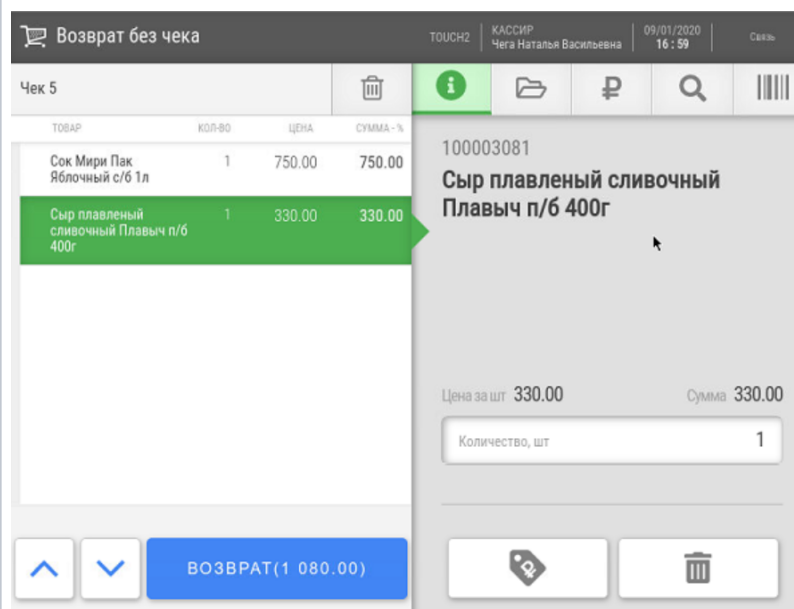 Возврат без чека
TOUCH2
КАССИР
Чега Наталья Васильевна
09/01/2020
16 : 59
Связь
Чек 5
ТОВАР КОЛ-ВО ЦЕНА СУММА - %
Сок Мири Пак 1 750.00 750.00
Яблочный с/б 1л
Сыр плавленый 1 330.00 330.00
сливочный Плавыч п/б
400г
100003081
Сыр плавленый сливочный
Плавыч п/б 400г
Цена за шт 330.00 Сумма 330.00
Количество, шт 1
ВОЗВРАТ(1 080.00)